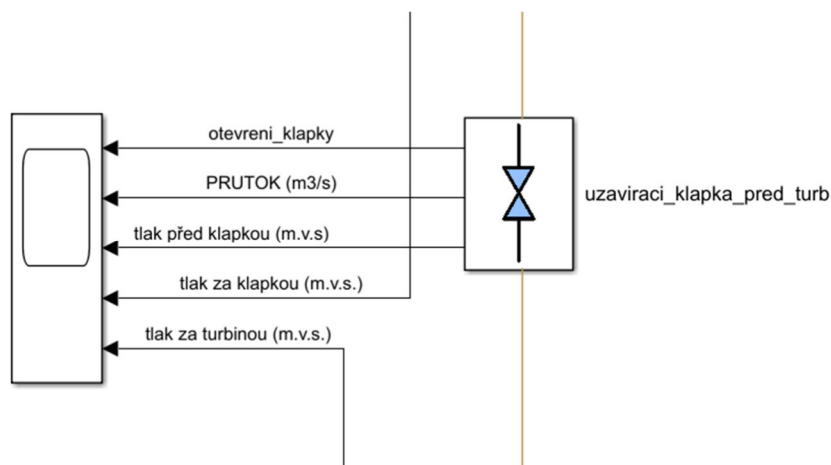 otevreni_klapky
PRUTOK (m3/s)
uzaviraci_klapka_pred_turb
tlak před klapkou (m.v.s)
tlak za klapkou (m.v.s.)
tlak za turbinou (m.v.s.)